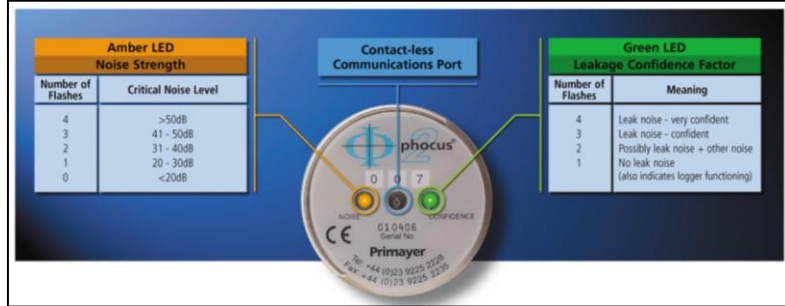 Amber LED
Noise Strength
Number of Flashes
Critical Noise Level
4 >50dB
3 41 - 50dB
2 31 - 40dB
1 20 - 30dB
0 <20dB
Contact-less
Communications Port
Green LED
Leakage Confidence Factor
Number of Flashes
Meaning
4 Leak noise - very confident
3 Leak noise - confident
2 Possibly leak noise + other noise
1 No leak noise
(also indicates logger functioning)
phocus® 2
0 0 7
NOISE CONFIDENCE
CE
010406
Serial No.
Primayer
Tel: +44 (0)23 9225 2228
Fax: +44 (0)23 9225 2235